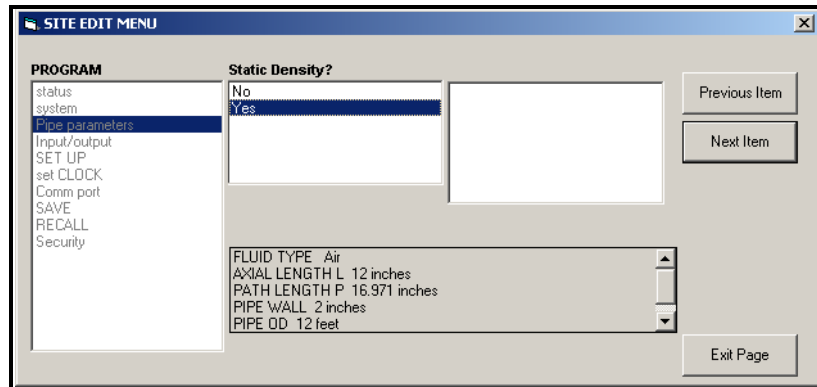 SITE EDIT MENU
PROGRAM
status
system
Pipe parameters
Input/output
SET UP
set CLOCK
Comm port
SAVE
RECALL
Security
Static Density?
No
Yes
Previous Item
Next Item
FLUID TYPE Air
AXIAL LENGTH L 12 inches
PATH LENGTH P 16.971 inches
PIPE WALL 2 inches
PIPE OD 12 feet
Exit Page